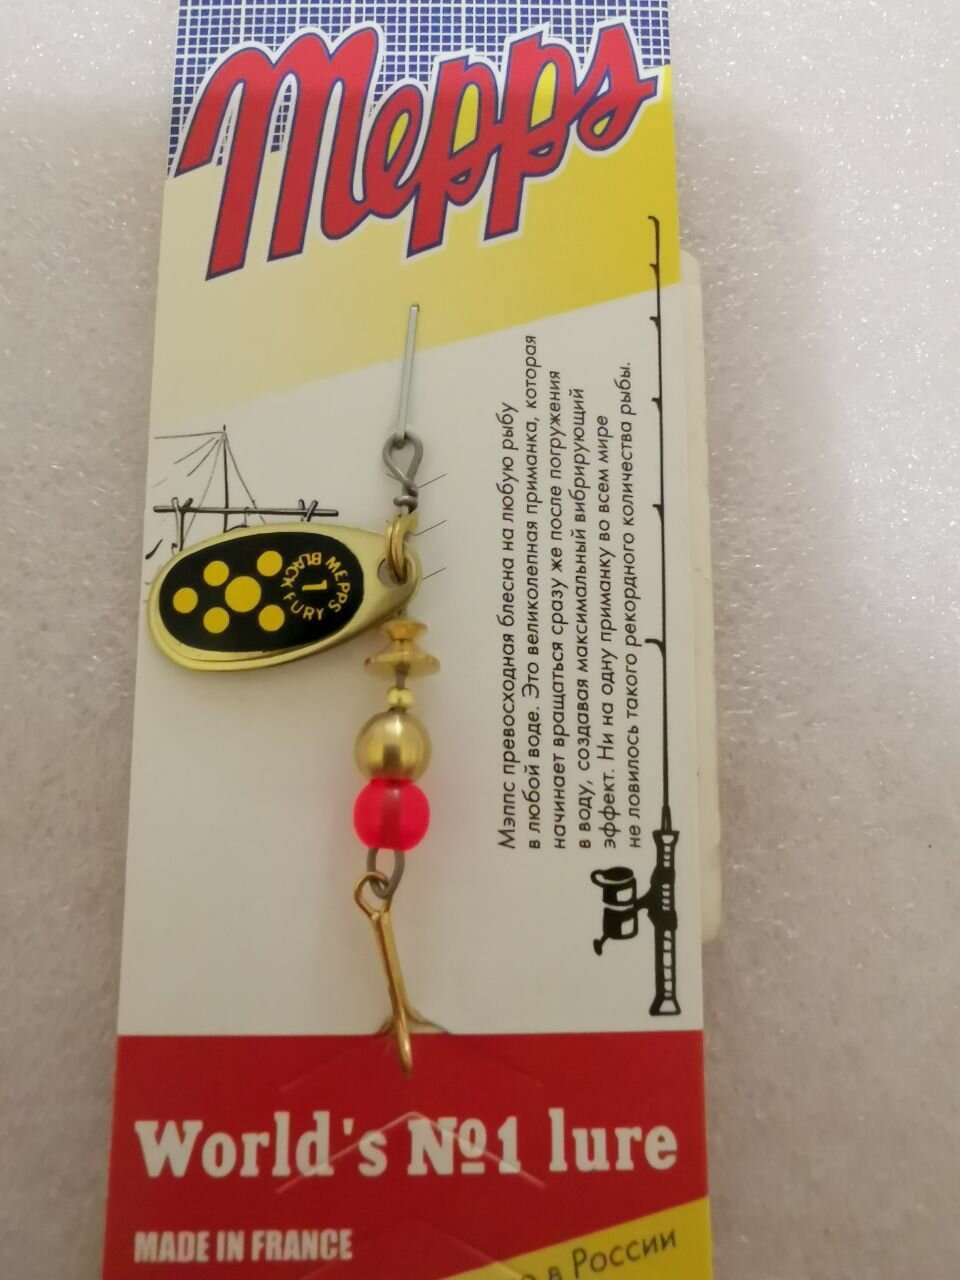 Mepps
MEPPS
1
BLACK FURY
Мэппс превосходная блесна на любую рыбу
в любой воде. Это великолепная приманка, которая
начинает вращаться сразу же после погружения
в воду, создавая максимальный вибрирующий
эффект. Ни на одну приманку во всем мире
не ловилось такого рекордного количества рыбы.
World's №1 lure
MADE IN FRANCE
в России